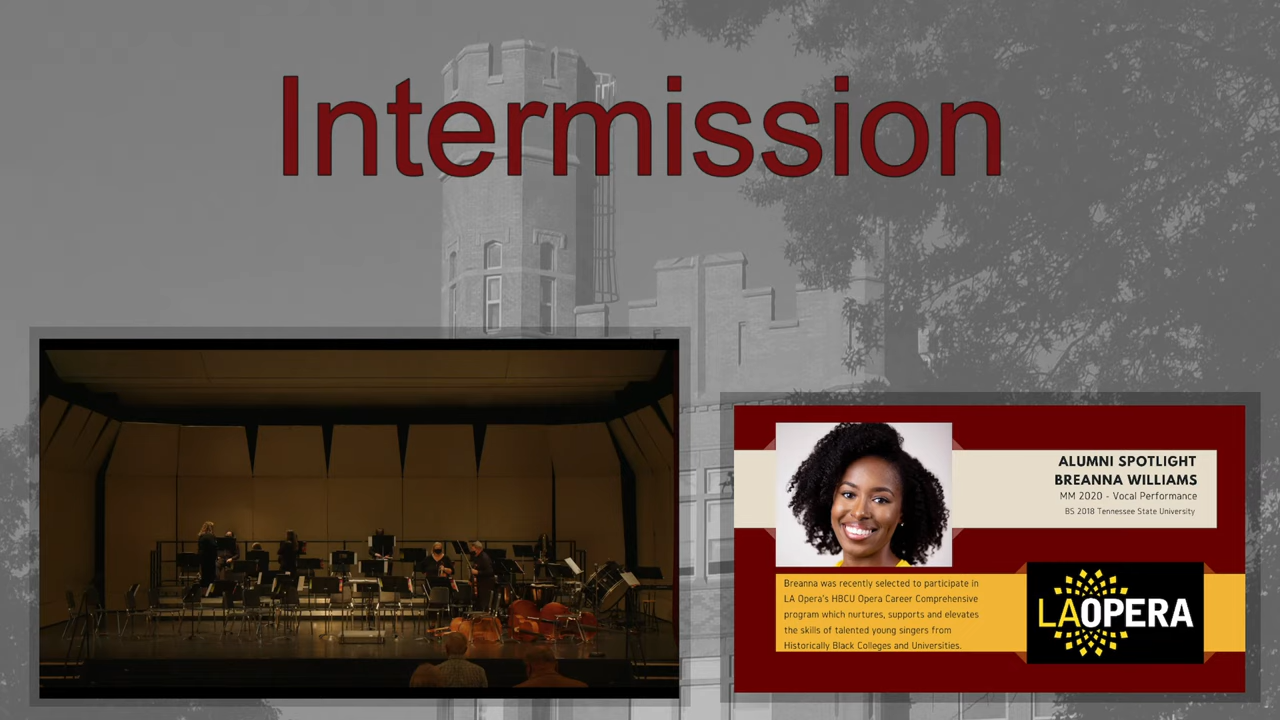 Intermission
ALUMNI SPOTLIGHT
BREANNA WILLIAMS
MM 2020 - Vocal Performance
BS 2018 Tennessee State University
Breanna was recently selected to participate in
LA Opera's HBCU Opera Career Comprehensive
program which nurtures, supports and elevates
the skills of talented young singers from
Historically Black Colleges and Universities.
LAOPERA